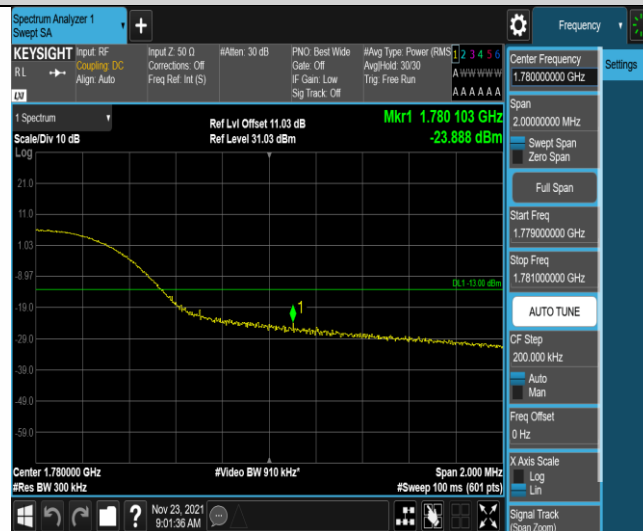 Spectrum Analyzer 1
Swept SA
+
Frequency
KEYSIGHT
RL
LXI
Input: RF
Coupling: DC
Align: Auto
Input Z: 50 Ω
Corrections: Off
Freq Ref: Int (S)
#Atten: 30 dB
PNO: Best Wide
Gate: Off
IF Gain: Low
Sig Track: Off
#Avg Type: Power (RMS
Avg|Hold: 30/30
Trig: Free Run
1 2 3 4 5 6
A W W W W W
A A A A A A
1 Spectrum
Scale/Div 10 dB
Log
Ref Lvl Offset 11.03 dB
Ref Level 31.03 dBm
Mkr1 1.780 103 GHz
-23.888 dBm
21.0
11.0
1.03
-8.97
-19.0
-29.0
-39.0
-49.0
-59.0
DL1 -13.00 dBm
1
Center 1.780000 GHz
#Res BW 300 kHz
#Video BW 910 kHz*
Span 2.000 MHz
#Sweep 100 ms (601 pts)
Center Frequency
1.780000000 GHz
Span
2.00000000 MHz
Swept Span
Zero Span
Full Span
Start Freq
1.779000000 GHz
Stop Freq
1.781000000 GHz
AUTO TUNE
CF Step
200.000 kHz
Auto
Man
Freq Offset
0 Hz
X Axis Scale
Log
Lin
Signal Track
(Span Zoom)
Settings
?
Nov 23, 2021
9:01:36 AM